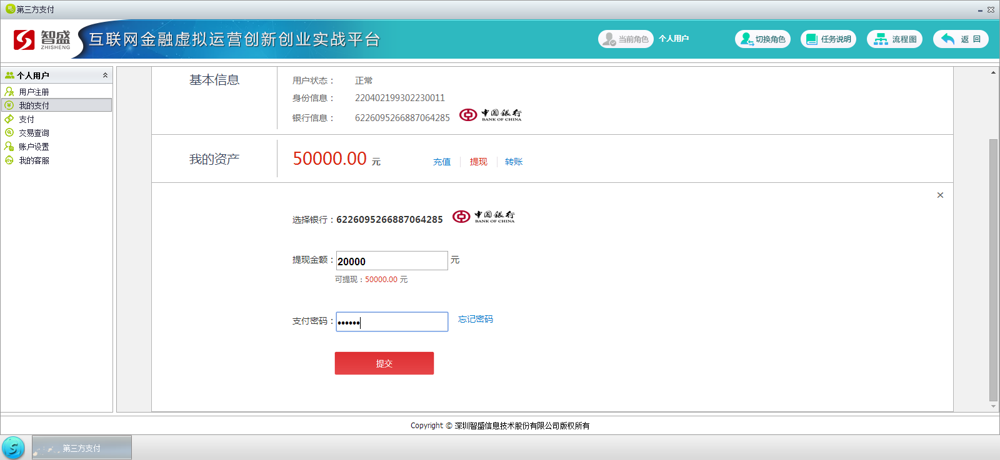 第三方支付
智盛
ZHISHENG
互联网金融虚拟运营创新创业实战平台
当前角色 个人用户 切换角色 任务说明 流程图 返 回
个人用户
用户注册
我的支付
支付
交易查询
账户设置
我的客服
基本信息
用户状态： 正常
身份信息： 220402199302230011
银行信息： 6226095266887064285 中国银行
BANK OF CHINA
我的资产
50000.00 元 充值 提现 转账
选择银行：6226095266887064285 中国银行
BANK OF CHINA
提现金额：20000 元
可提现：50000.00 元
支付密码：•••••• 忘记密码
提交
Copyright © 深圳智盛信息技术股份有限公司版权所有
第三方支付